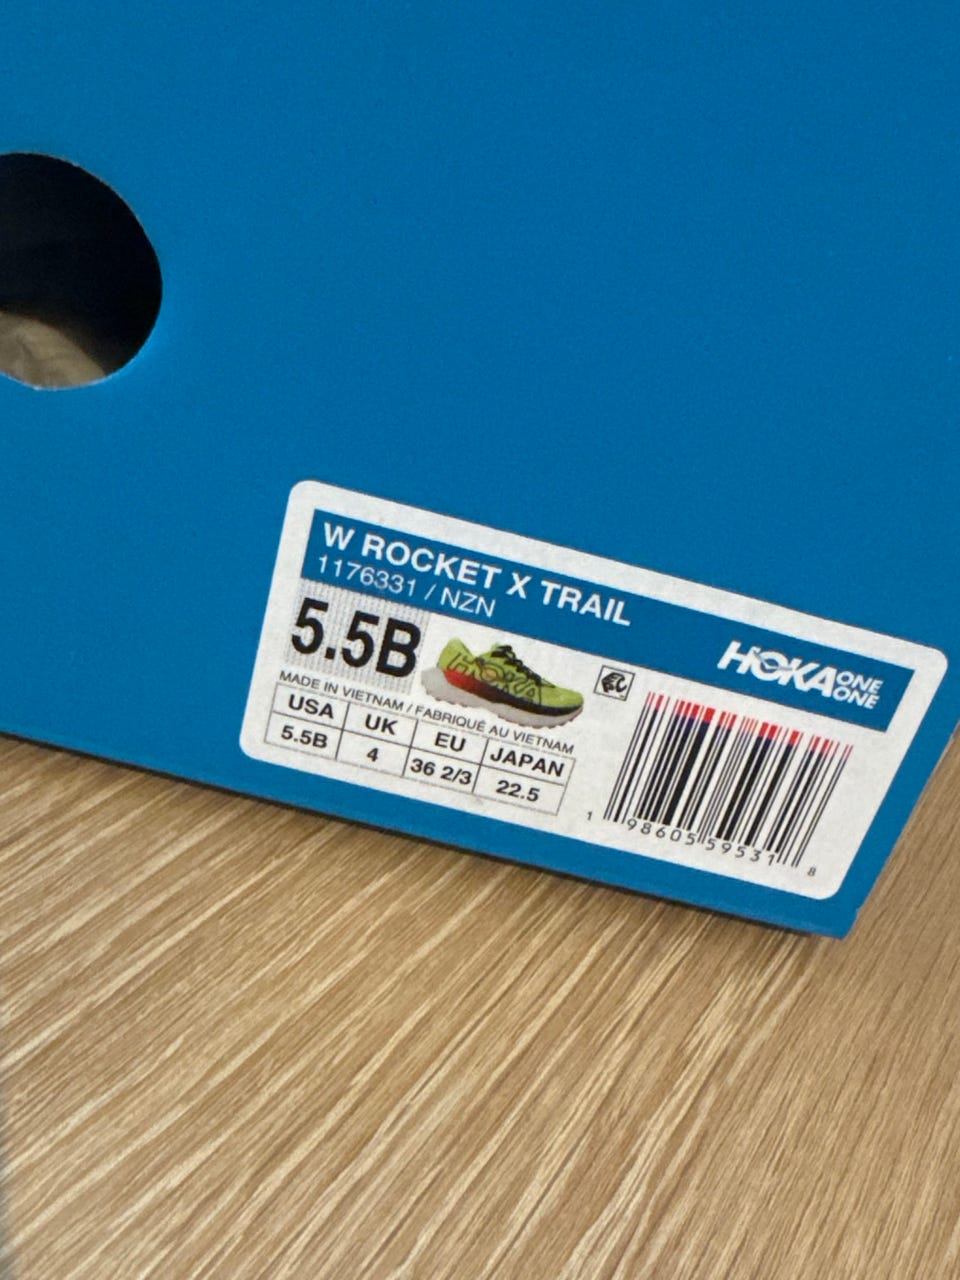 W ROCKET X TRAIL
1176331 / NZN
HOKA ONE ONE
5.5B
MADE IN VIETNAM / FABRIQUÉ AU VIETNAM
USA UK EU JAPAN
5.5B 4 36 2/3 22.5
1 98605 59531 8